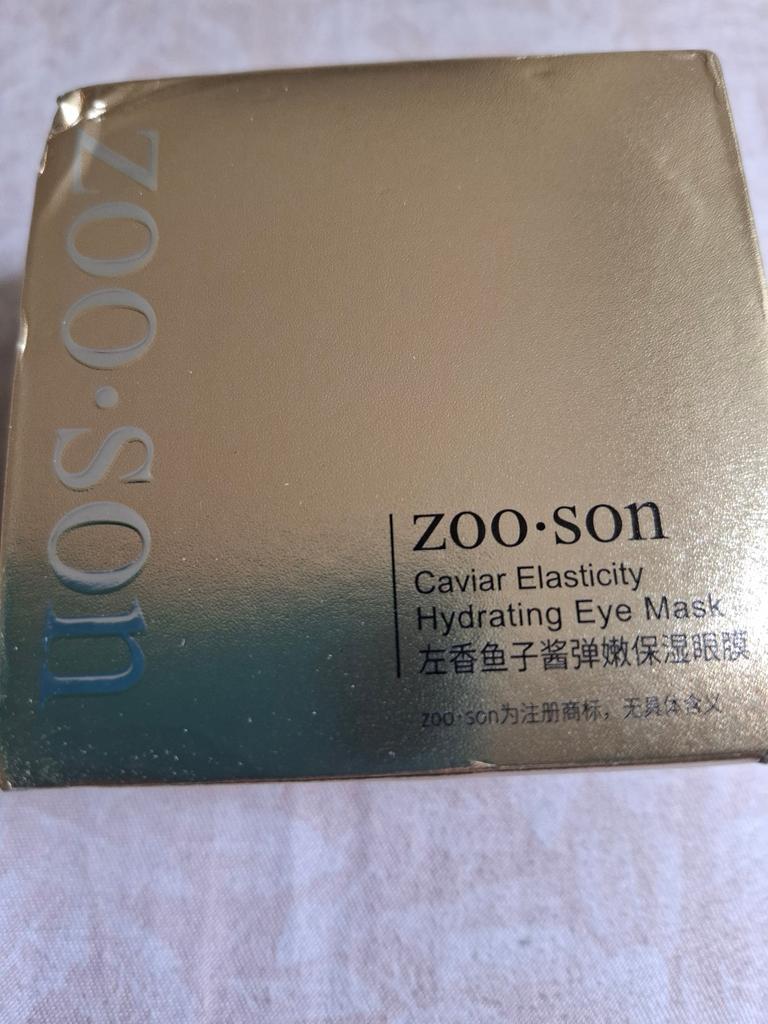 zoo·son
zoo·son
Caviar Elasticity
Hydrating Eye Mask
左香鱼子酱弹嫩保湿眼膜
zoo·son为注册商标，无具体含义